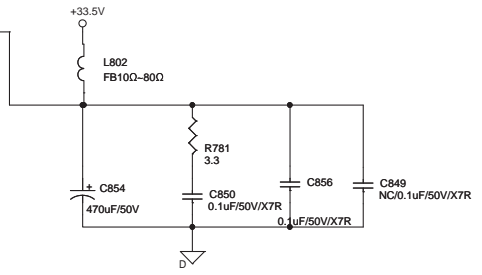 +33.5V
L802
FB10Ω~80Ω
R781
3.3
+
C854
470uF/50V
C850
0.1uF/50V/X7R
C856
0.1uF/50V/X7R
C849
NC/0.1uF/50V/X7R
D